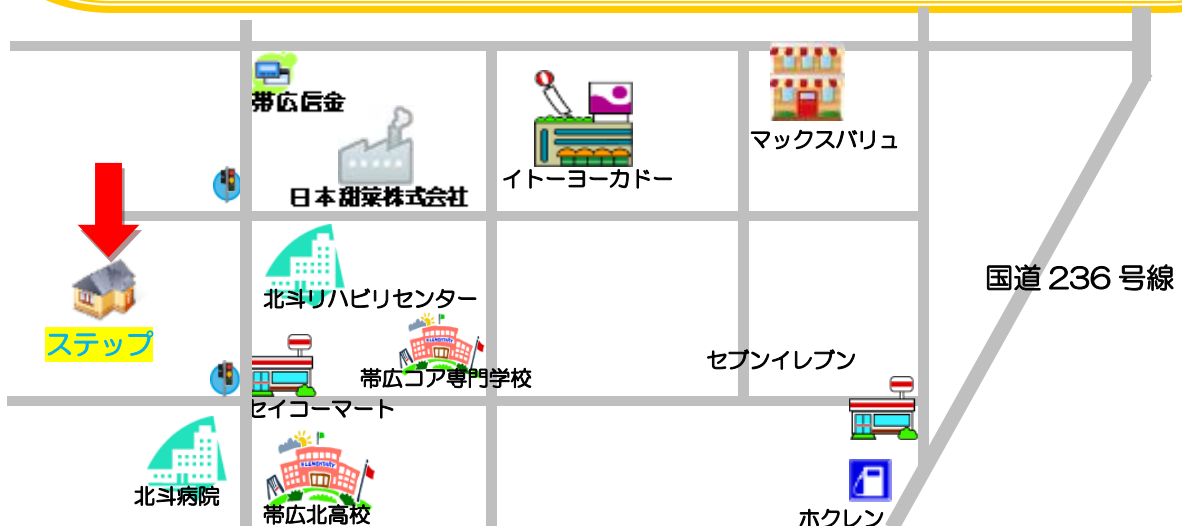 帯広信金
マックスバリュ
イトーヨーカドー
日本甜菜株式会社
国道236号線
北斗リハビリセンター
ステップ
セブンイレブン
帯広コア専門学校
セイコーマート
北斗病院
帯広北高校
ホクレン